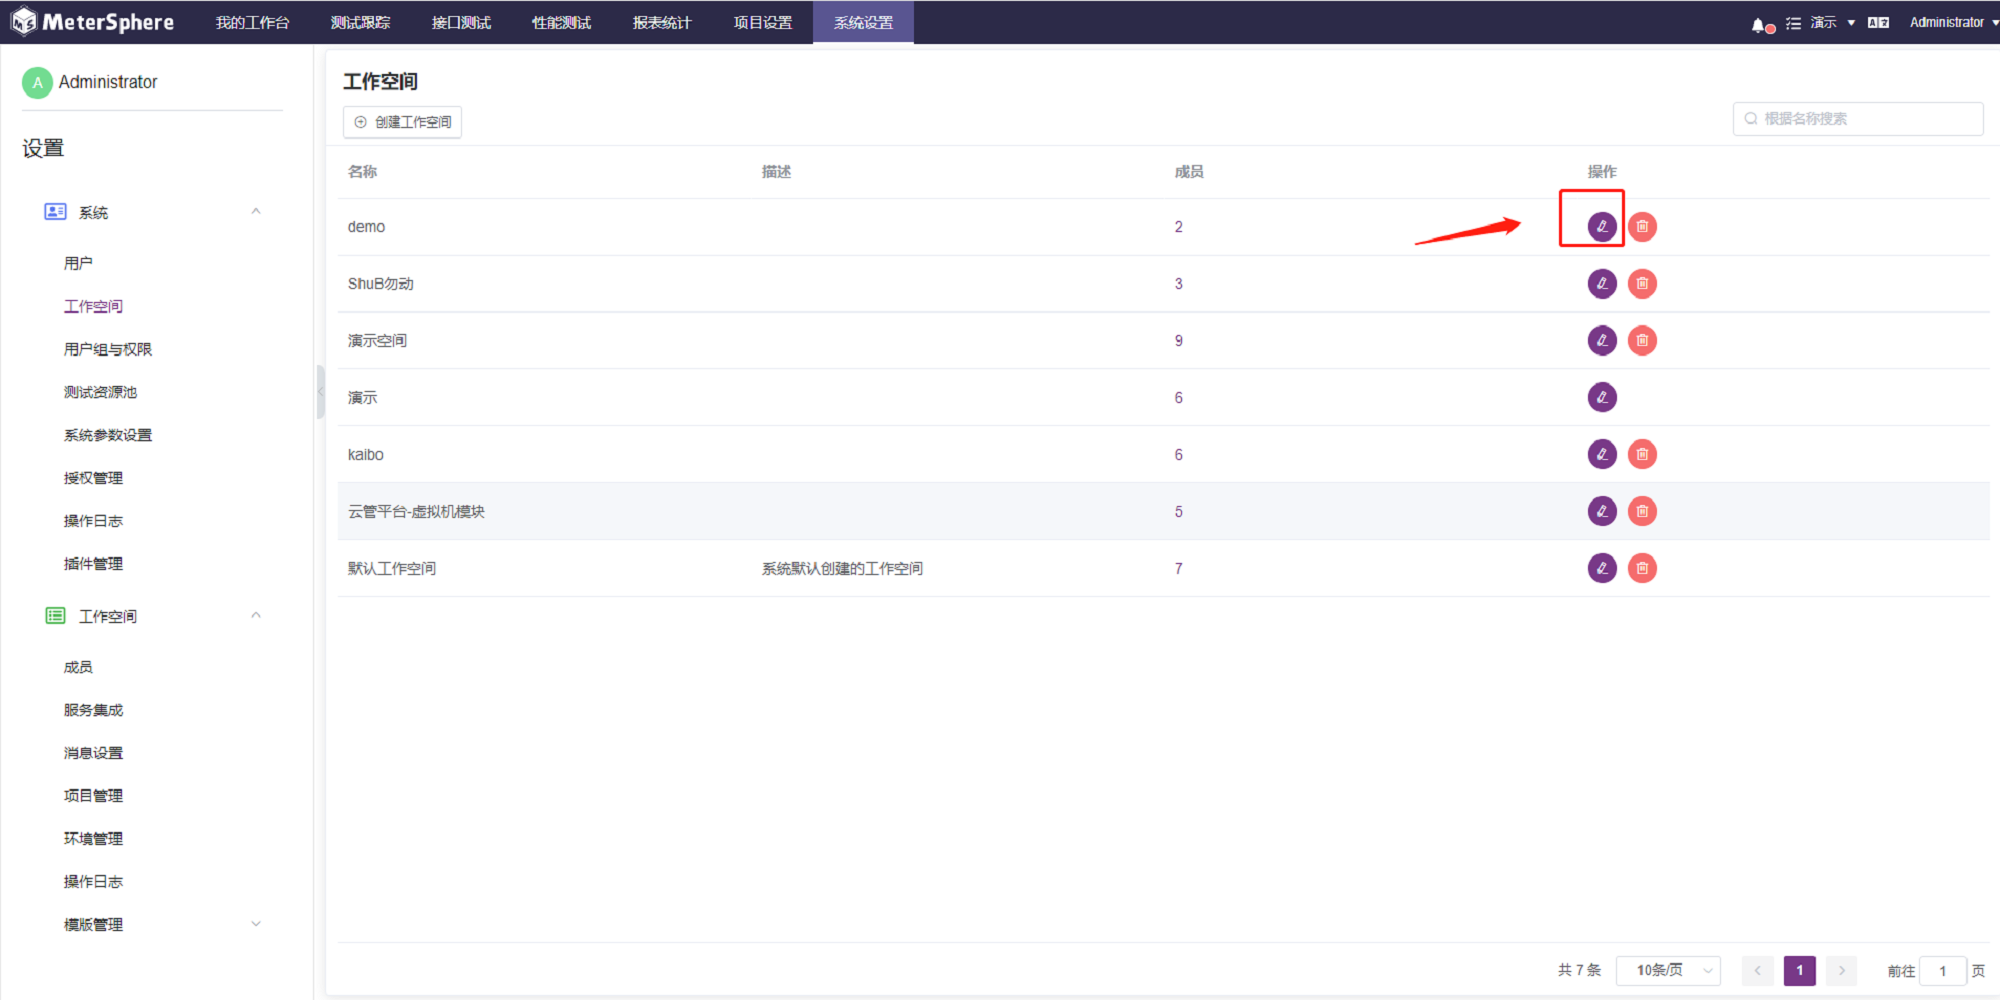 MeterSphere 我的工作台 测试跟踪 接口测试 性能测试 报表统计 项目设置 系统设置 演示 Administrator
A Administrator
设置
系统
用户
工作空间
用户组与权限
测试资源池
系统参数设置
授权管理
操作日志
插件管理
工作空间
成员
服务集成
消息设置
项目管理
环境管理
操作日志
模版管理
工作空间
创建工作空间
根据名称搜索
名称 描述 成员 操作
demo 2
ShuB勿动 3
演示空间 9
演示 6
kaibo 6
云管平台-虚拟机模块 5
默认工作空间 系统默认创建的工作空间 7
共 7 条 10条/页 1 前往 1 页